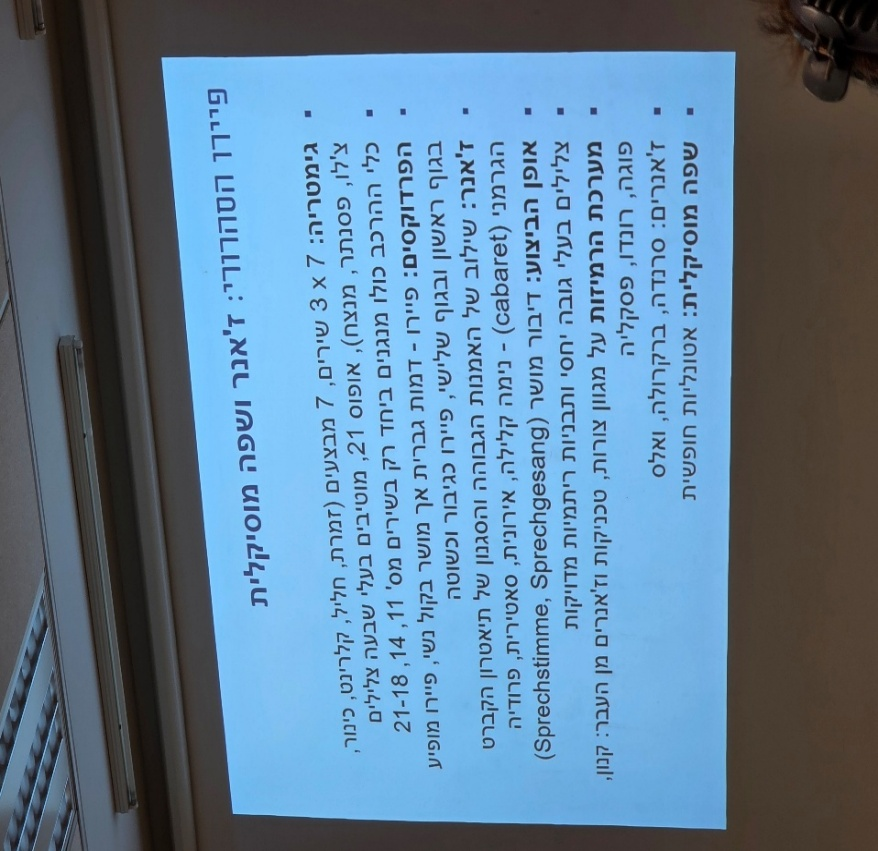 פיירו הסהרורי: ז'אנר ושפה מוסיקלית
▪ גימטריה: 7 x 3 שירים, 7 מבצעים (זמרת, חליל, קלרינט, כינור,
צ'לו, פסנתר, מנצח), אופוס 21, מוטיבים בעלי שבעה צלילים
▪ כלי ההרכב כולו מנגנים ביחד רק בשירים מס' 11, 14, 21-18
▪ הפרדוקסים: פיירו - דמות גברית אך מושר בקול נשי, פיירו מופיע
בגוף ראשון ובגוף שלישי, פיירו כגיבור וכשוטה
▪ ז'אנר: שילוב של האמנות הגבוהה והסגנון של תיאטרון הקברט
הגרמני (cabaret) - נימה קלילה, אירונית, סאטירית, פרודיה
▪ אופן הביצוע: דיבור מושר (Sprechstimme, Sprechgesang)
▪ צלילים בעלי גובה יחסי ותבניות ריתמיות מדויקות
▪ מערכת הרמיזות על מגוון צורות, טכניקות וז'אנרים מן העבר: קנון,
פוגה, רונדו, פסקליה
▪ ז'אנרים: סרנדה, ברקרולה, ואלס
▪ שפה מוסיקלית: אטונליות חופשית